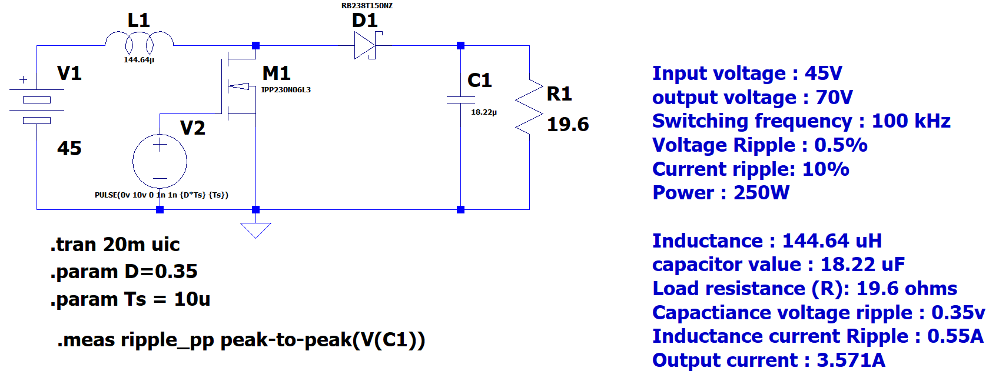 RB238T150NZ
L1
D1
144.64µ
V1
M1
IPP230N06L3
C1
18.22µ
R1
19.6
V2
45
PULSE(0v 10v 0 1n 1n {D*Ts} {Ts})
.tran 20m uic
.param D=0.35
.param Ts = 10u
.meas ripple_pp peak-to-peak(V(C1))
Input voltage : 45V
output voltage : 70V
Switching frequency : 100 kHz
Voltage Ripple : 0.5%
Current ripple: 10%
Power : 250W
Inductance : 144.64 uH
capacitor value : 18.22 uF
Load resistance (R): 19.6 ohms
Capactiance voltage ripple : 0.35v
Inductance current Ripple : 0.55A
Output current : 3.571A